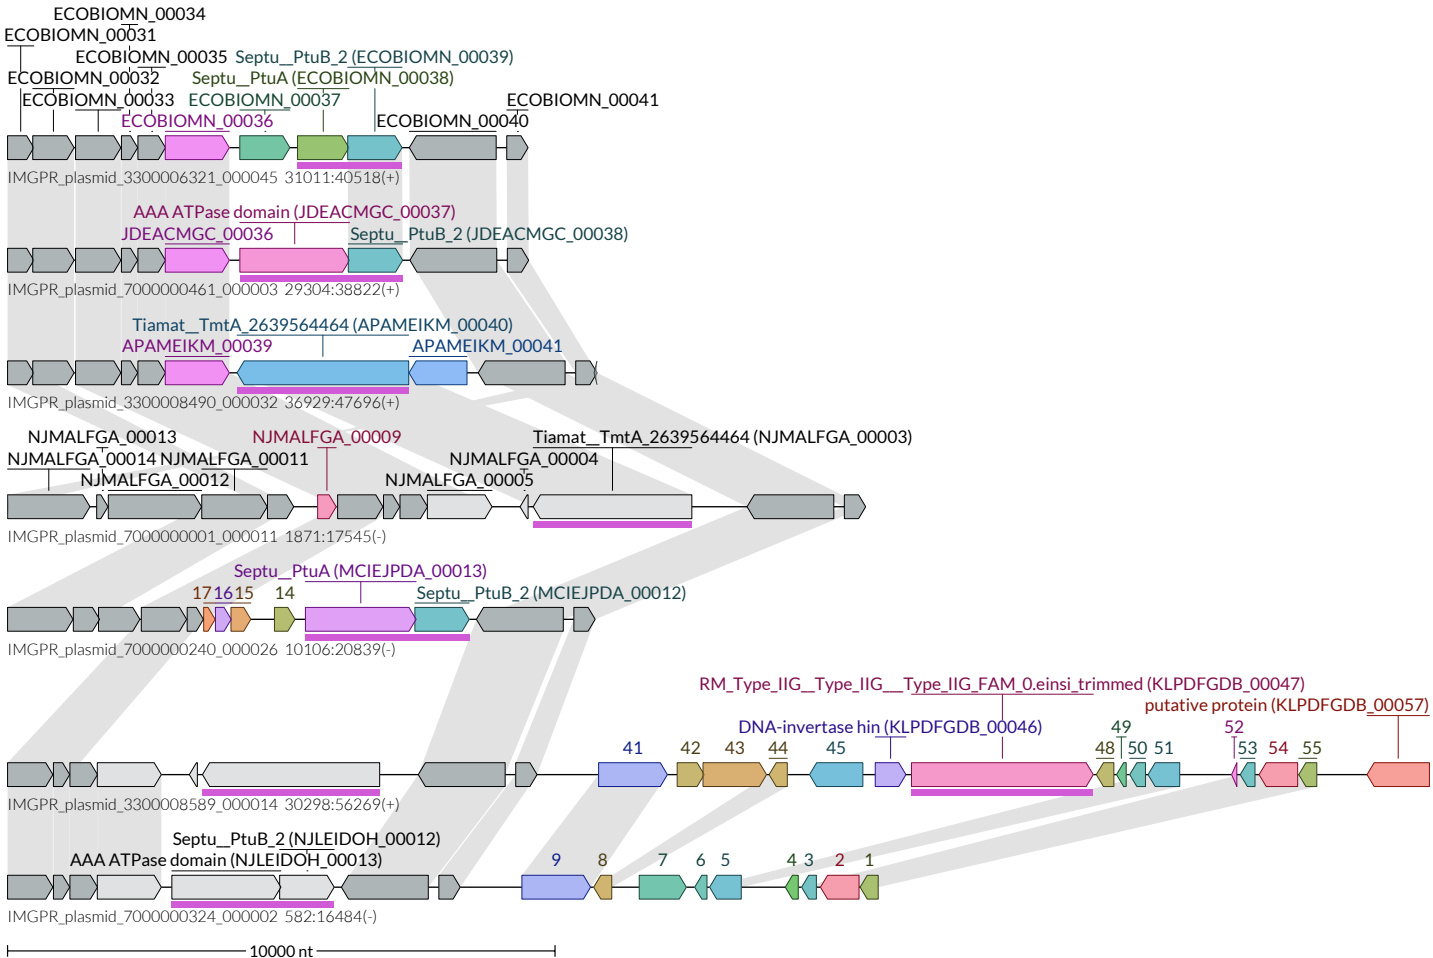 ECOBIOMN_00034
ECOBIOMN_00031
ECOBIOMN_00035 Septu__PtuB_2 (ECOBIOMN_00039)
ECOBIOMN_00032 Septu__PtuA (ECOBIOMN_00038)
ECOBIOMN_00033 ECOBIOMN_00037 ECOBIOMN_00041
ECOBIOMN_00036 ECOBIOMN_00040
IMGPR_plasmid_3300006321_000045 31011:40518(+)
AAA ATPase domain (JDEACMGC_00037)
JDEACMGC_00036 Septu__PtuB_2 (JDEACMGC_00038)
IMGPR_plasmid_7000000461_000003 29304:38822(+)
Tiamat__TmtA_2639564464 (APAMEIKM_00040)
APAMEIKM_00039 APAMEIKM_00041
IMGPR_plasmid_3300008490_000032 36929:47696(+)
NJMALFGA_00013 NJMALFGA_00009 Tiamat__TmtA_2639564464 (NJMALFGA_00003)
NJMALFGA_00014 NJMALFGA_00011 NJMALFGA_00004
NJMALFGA_00012 NJMALFGA_00005
IMGPR_plasmid_7000000001_000011 1871:17545(-)
Septu__PtuA (MCIEJPDA_00013)
17 16 15 14 Septu__PtuB_2 (MCIEJPDA_00012)
IMGPR_plasmid_7000000240_000026 10106:20839(-)
RM_Type_IIG__Type_IIG___Type_IIG_FAM_0.einsi_trimmed (KLPDFGDB_00047)
putative protein (KLPDFGDB_00057)
DNA-invertase hin (KLPDFGDB_00046) 49 52
41 42 43 44 45 48 50 51 53 54 55
IMGPR_plasmid_3300008589_000014 30298:56269(+)
Septu__PtuB_2 (NJLEIDOH_00012)
AAA ATPase domain (NJLEIDOH_00013) 9 8 7 6 5 4 3 2 1
IMGPR_plasmid_7000000324_000002 582:16484(-)
10000 nt